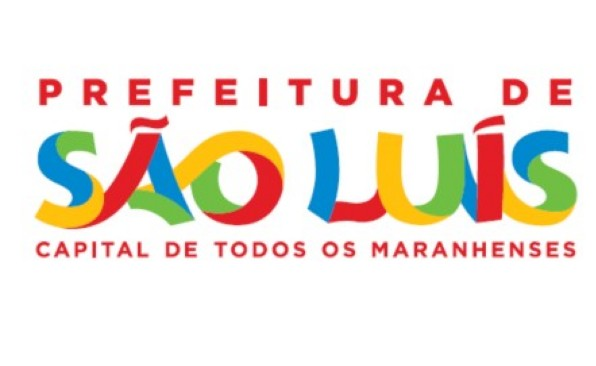 PREFEITURA DE
SÃO LUÍS
CAPITAL DE TODOS OS MARANHENSES